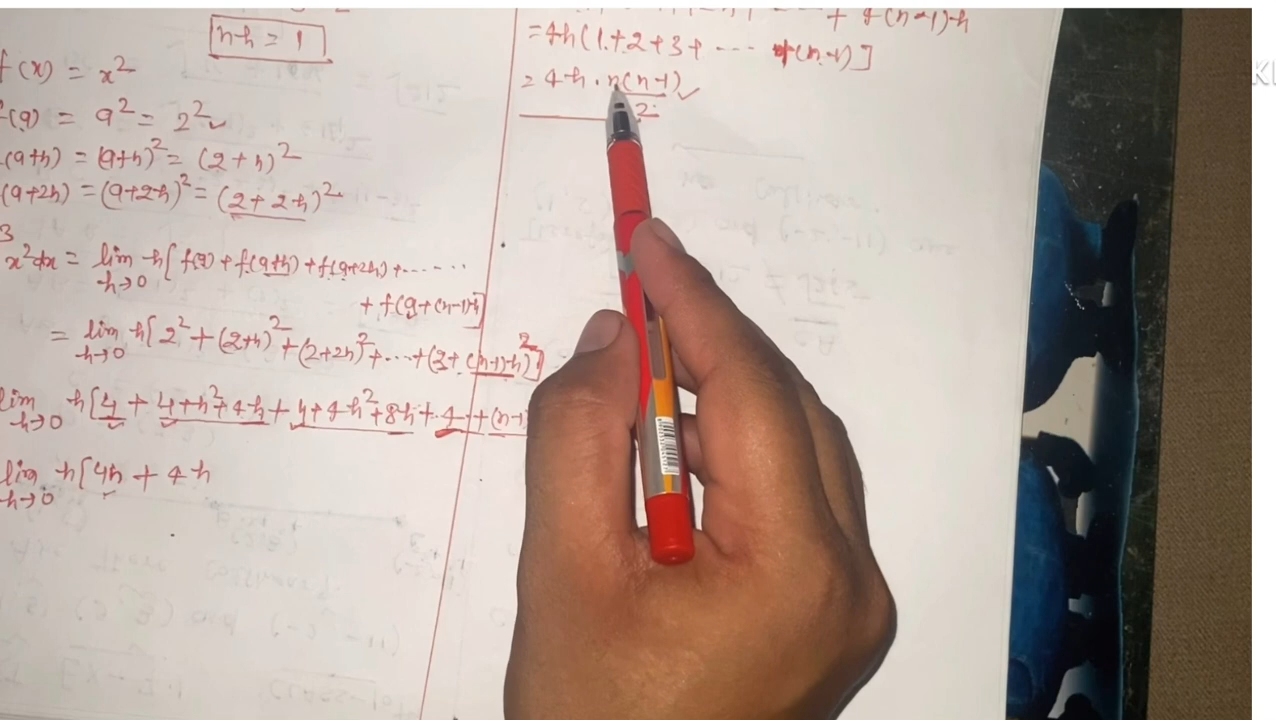 nh = 1
f(x) = x²
(a) = a² = 2²
(a+h) = (a+h)² = (2+h)²
(a+2h) = (a+2h)² = (2+2h)²
3
x²dx = lim h[f(a) + f(a+h) + f(a+2h) + ......
h→0
+ f(a+(n-1)h]
= lim h[2² + (2+h)² + (2+2h)² + ... + (2+(n-1)h)²]
h→0
lim h[4 + 4+h²+4h + 4+4h²+8h + 4 + (n-1
h→0
lim h[4n + 4h
h→0
+ 4(n-1)h
= 4h(1+2+3+ ... +(n-1)]
= 4h · n(n-1)
2